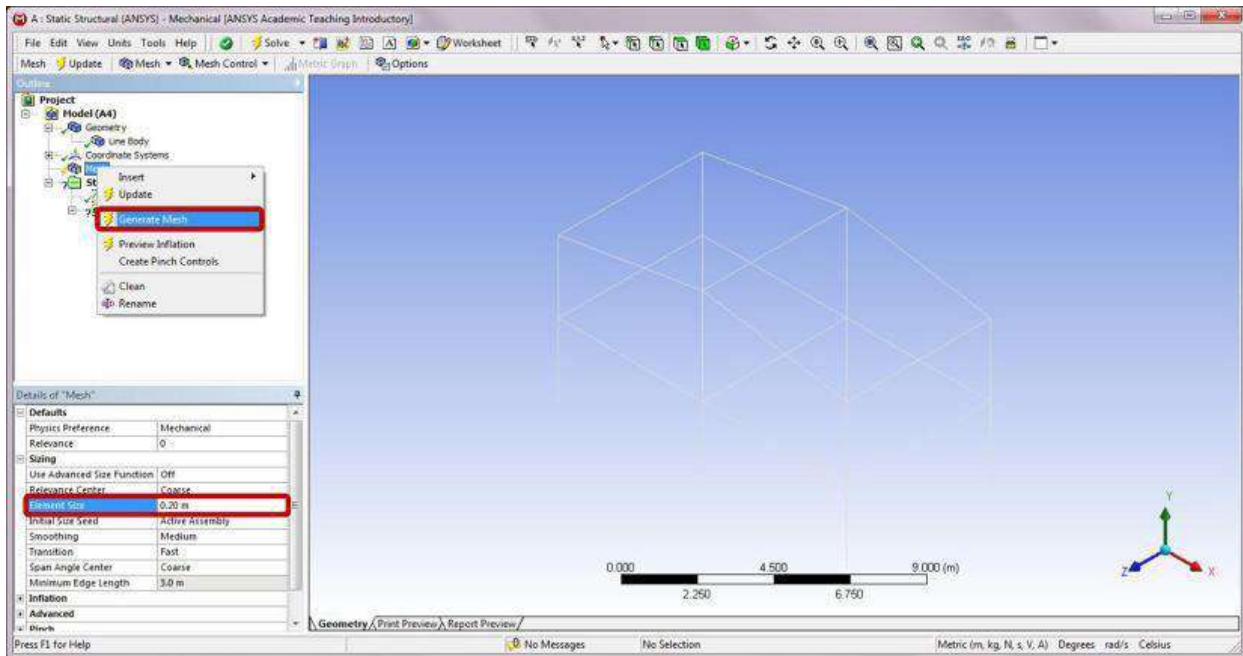 A : Static Structural (ANSYS) - Mechanical [ANSYS Academic Teaching Introductory]
File Edit View Units Tools Help Solve Worksheet
Mesh Update Mesh Mesh Control Metric Graph Options
Outline
Project
Model (A4)
Geometry
Line Body
Coordinate Systems
Insert
Update
Generate Mesh
Preview Inflation
Create Pinch Controls
Clean
Rename
Details of "Mesh"
Defaults
Physics Preference Mechanical
Relevance 0
Sizing
Use Advanced Size Function Off
Relevance Center Coarse
Element Size 0.20 m
Initial Size Seed Active Assembly
Smoothing Medium
Transition Fast
Span Angle Center Coarse
Minimum Edge Length 3.0 m
Inflation
Advanced
Pinch
0.000 4.500 9.000 (m)
2.250 6.750
Y
Z X
Geometry Print Preview Report Preview
Press F1 for Help No Messages No Selection Metric (m, kg, N, s, V, A) Degrees rad/s Celsius